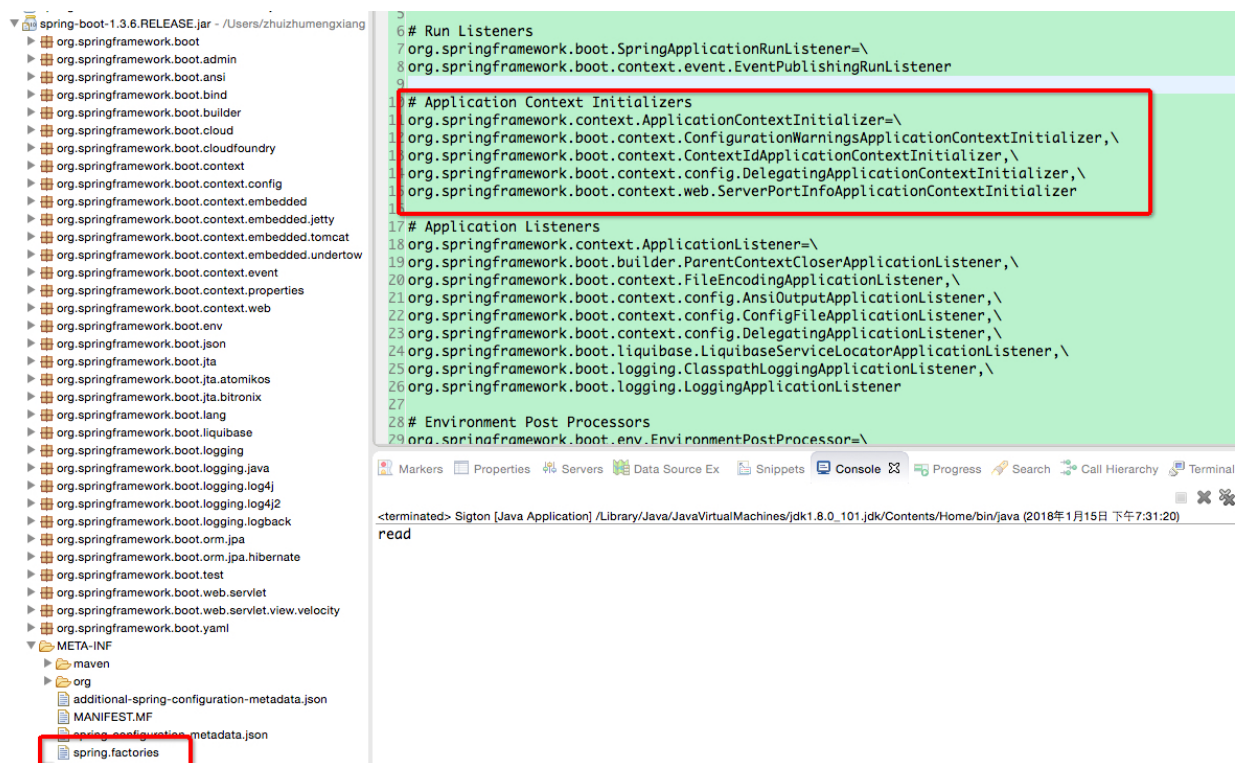 spring-boot-1.3.6.RELEASE.jar - /Users/zhuizhumengxiang
org.springframework.boot
org.springframework.boot.admin
org.springframework.boot.ansi
org.springframework.boot.bind
org.springframework.boot.builder
org.springframework.boot.cloud
org.springframework.boot.cloudfoundry
org.springframework.boot.context
org.springframework.boot.context.config
org.springframework.boot.context.embedded
org.springframework.boot.context.embedded.jetty
org.springframework.boot.context.embedded.tomcat
org.springframework.boot.context.embedded.undertow
org.springframework.boot.context.event
org.springframework.boot.context.properties
org.springframework.boot.context.web
org.springframework.boot.env
org.springframework.boot.json
org.springframework.boot.jta
org.springframework.boot.jta.atomikos
org.springframework.boot.jta.bitronix
org.springframework.boot.lang
org.springframework.boot.liquibase
org.springframework.boot.logging
org.springframework.boot.logging.java
org.springframework.boot.logging.log4j
org.springframework.boot.logging.log4j2
org.springframework.boot.logging.logback
org.springframework.boot.orm.jpa
org.springframework.boot.orm.jpa.hibernate
org.springframework.boot.test
org.springframework.boot.web.servlet
org.springframework.boot.web.servlet.view.velocity
org.springframework.boot.yaml
META-INF
maven
org
additional-spring-configuration-metadata.json
MANIFEST.MF
spring-configuration-metadata.json
spring.factories
5
6 # Run Listeners
7 org.springframework.boot.SpringApplicationRunListener=\
8 org.springframework.boot.context.event.EventPublishingRunListener
9
10 # Application Context Initializers
11 org.springframework.context.ApplicationContextInitializer=\
12 org.springframework.boot.context.ConfigurationWarningsApplicationContextInitializer,\
13 org.springframework.boot.context.ContextIdApplicationContextInitializer,\
14 org.springframework.boot.context.config.DelegatingApplicationContextInitializer,\
15 org.springframework.boot.context.web.ServerPortInfoApplicationContextInitializer
16
17 # Application Listeners
18 org.springframework.context.ApplicationListener=\
19 org.springframework.boot.builder.ParentContextCloserApplicationListener,\
20 org.springframework.boot.context.FileEncodingApplicationListener,\
21 org.springframework.boot.context.config.AnsiOutputApplicationListener,\
22 org.springframework.boot.context.config.ConfigFileApplicationListener,\
23 org.springframework.boot.context.config.DelegatingApplicationListener,\
24 org.springframework.boot.liquibase.LiquibaseServiceLocatorApplicationListener,\
25 org.springframework.boot.logging.ClasspathLoggingApplicationListener,\
26 org.springframework.boot.logging.LoggingApplicationListener
27
28 # Environment Post Processors
29 org.springframework.boot.env.EnvironmentPostProcessor=\
Markers Properties Servers Data Source Ex Snippets Console Progress Search Call Hierarchy Terminal
<terminated> Sigton [Java Application] /Library/Java/JavaVirtualMachines/jdk1.8.0_101.jdk/Contents/Home/bin/java (2018年1月15日 下午7:31:20)
read